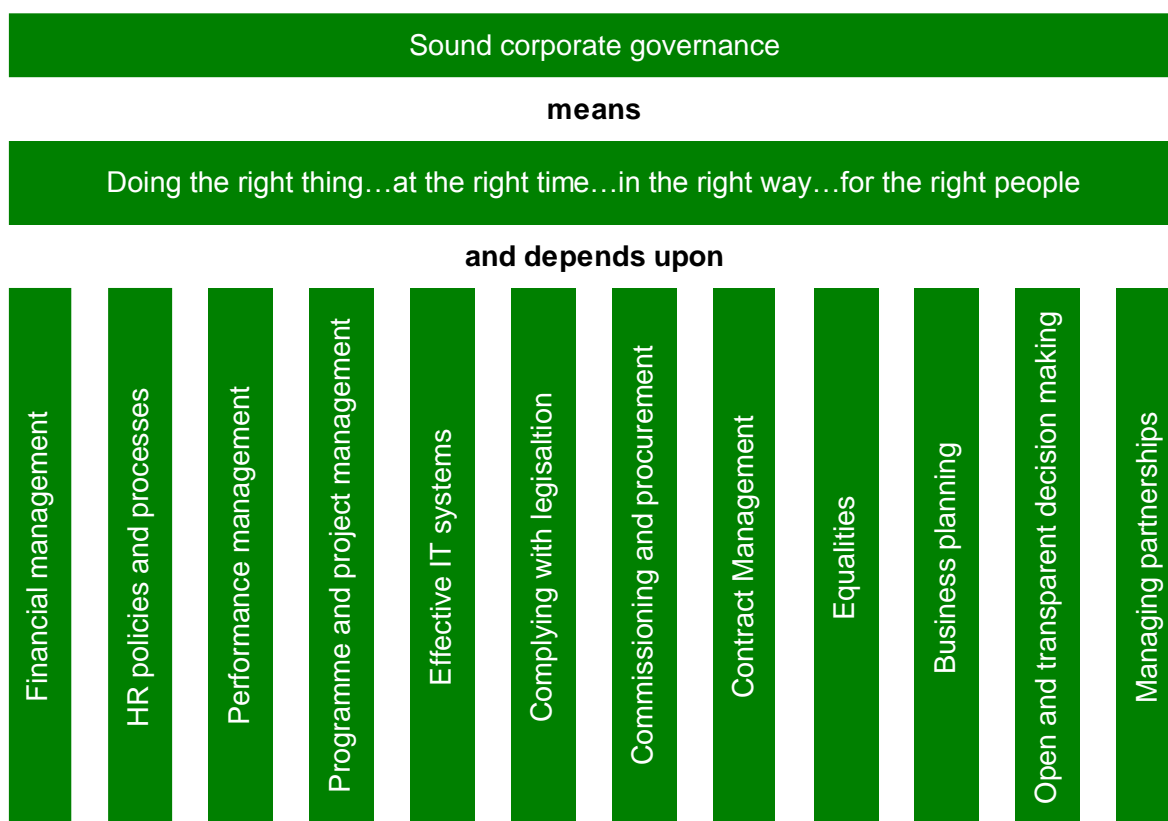 Sound corporate governance
means
Doing the right thing…at the right time…in the right way…for the right people
and depends upon
Financial management
HR policies and processes
Performance management
Programme and project management
Effective IT systems
Complying with legisaltion
Commissioning and procurement
Contract Management
Equalities
Business planning
Open and transparent decision making
Managing partnerships